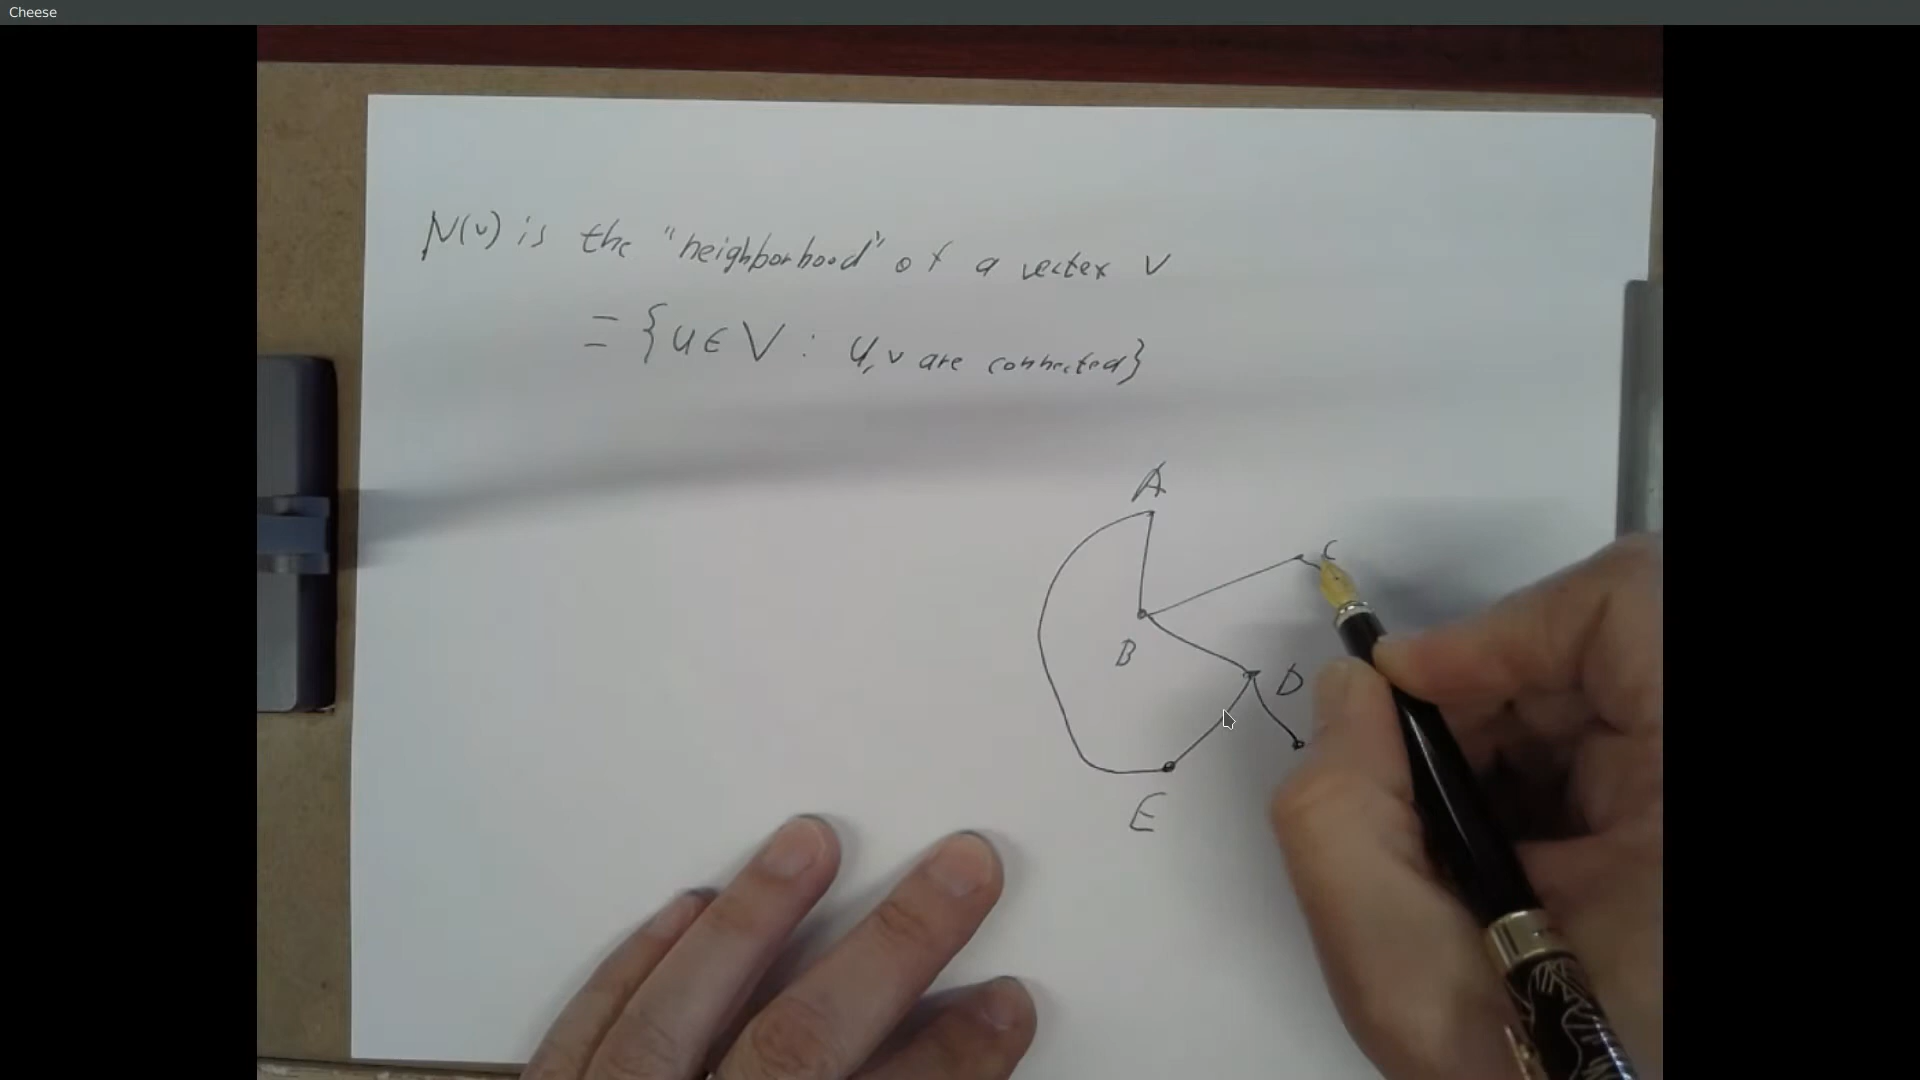 Cheese
N(v) is the "neighborhood" of a vertex v
= {u ∈ V : u, v are connected}
A
C
B
D
E